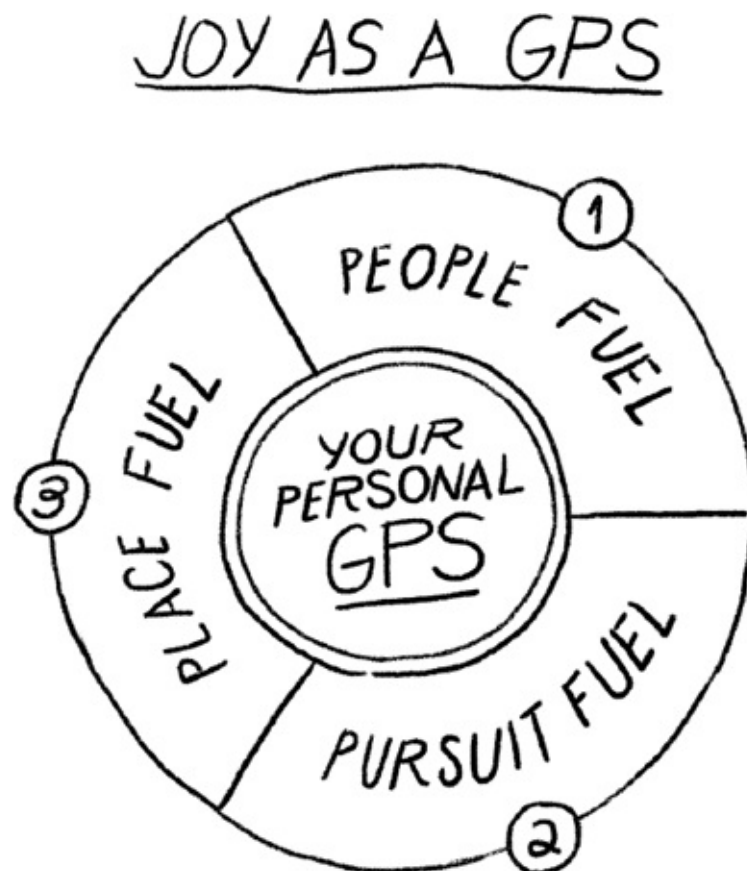 JOY AS A GPS
1
PEOPLE FUEL
YOUR
PERSONAL
GPS
3
PLACE FUEL
PURSUIT FUEL
2